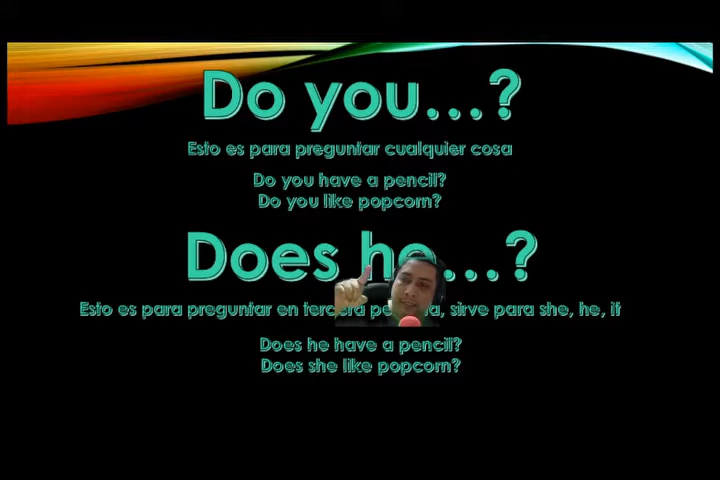 Do you...?
Esto es para preguntar cualquier cosa
Do you have a pencil?
Do you like popcorn?
Does he...?
Esto es para preguntar en tercera pe a, sirve para she, he, it
Does he have a pencil?
Does she like popcorn?